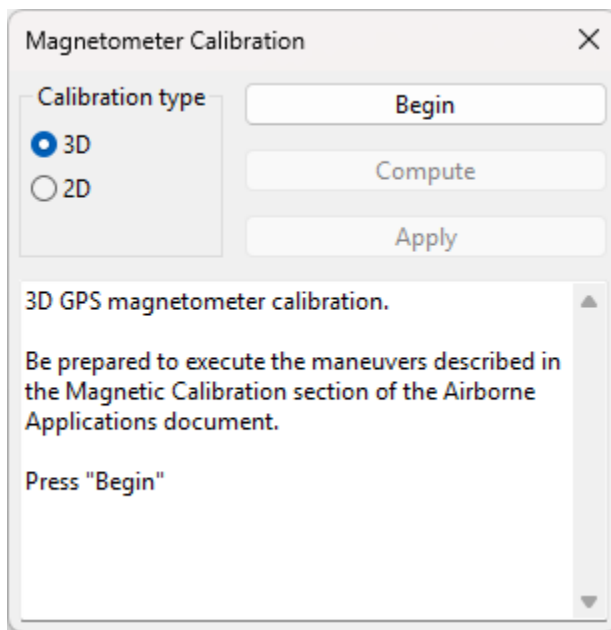 Magnetometer Calibration
Calibration type
3D
2D
Begin
Compute
Apply
3D GPS magnetometer calibration.
Be prepared to execute the maneuvers described in
the Magnetic Calibration section of the Airborne
Applications document.
Press "Begin"